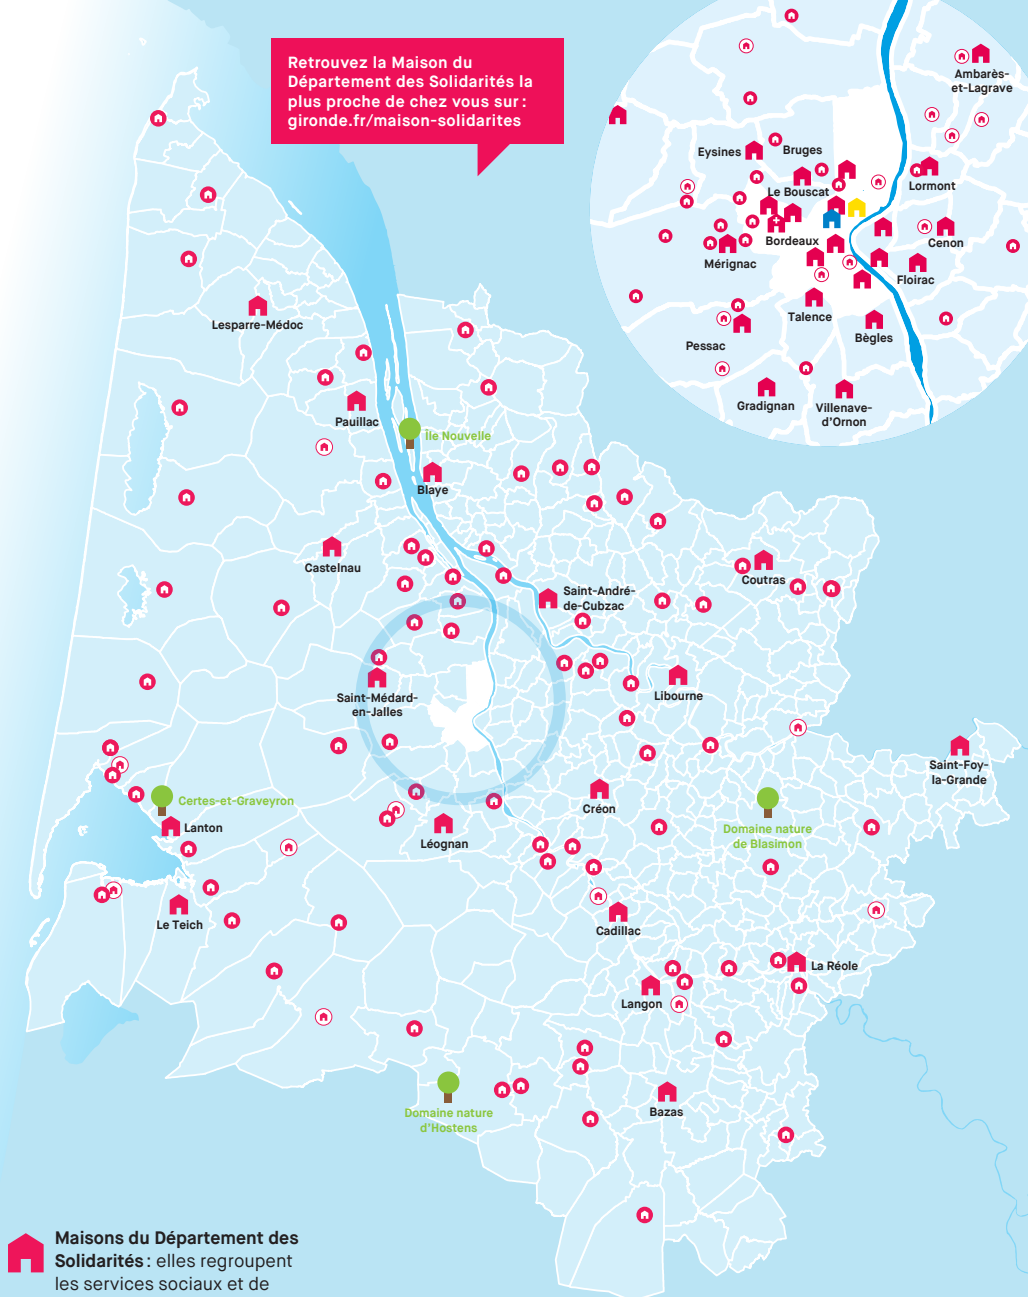 Retrouvez la Maison du
Département des Solidarités la
plus proche de chez vous sur :
gironde.fr/maison-solidarites
Ambarès-
et-Lagrave
Eysines
Bruges
Le Bouscat
Lormont
Bordeaux
Cenon
Mérignac
Floirac
Talence
Bègles
Pessac
Gradignan
Villenave-
d'Ornon
Lesparre-Médoc
Pauillac
Île Nouvelle
Blaye
Castelnau
Coutras
Saint-André-
de-Cubzac
Saint-Médard-
en-Jalles
Libourne
Saint-Foy-
la-Grande
Certes-et-Graveyron
Lanton
Créon
Léognan
Domaine nature
de Blasimon
Le Teich
Cadillac
La Réole
Langon
Domaine nature
d'Hostens
Bazas
Maisons du Département des
Solidarités : elles regroupent
les services sociaux et de